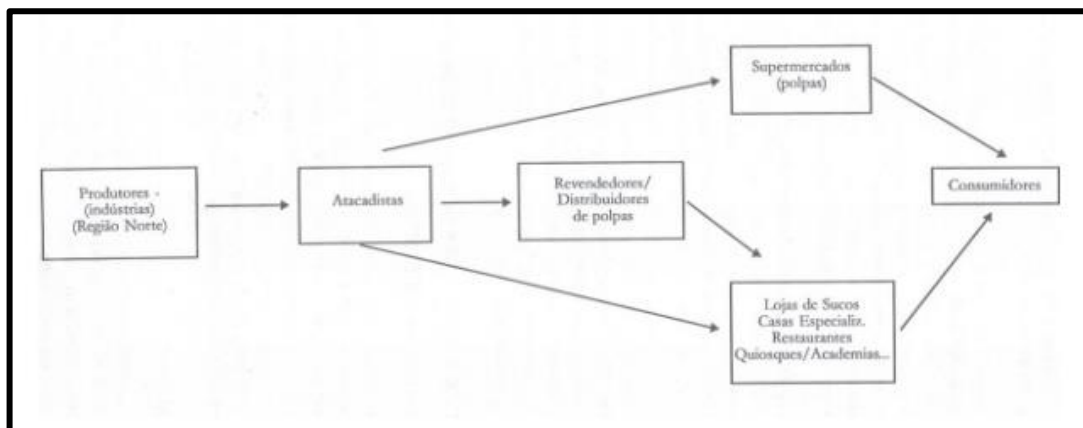 Supermercados
(polpas)
Produtores -
(indústrias)
(Região Norte)
Atacadistas
Revendedores/
Distribuidores
de polpas
Consumidores
Lojas de Sucos
Casas Especializ.
Restaurantes
Quiosques/Academias...